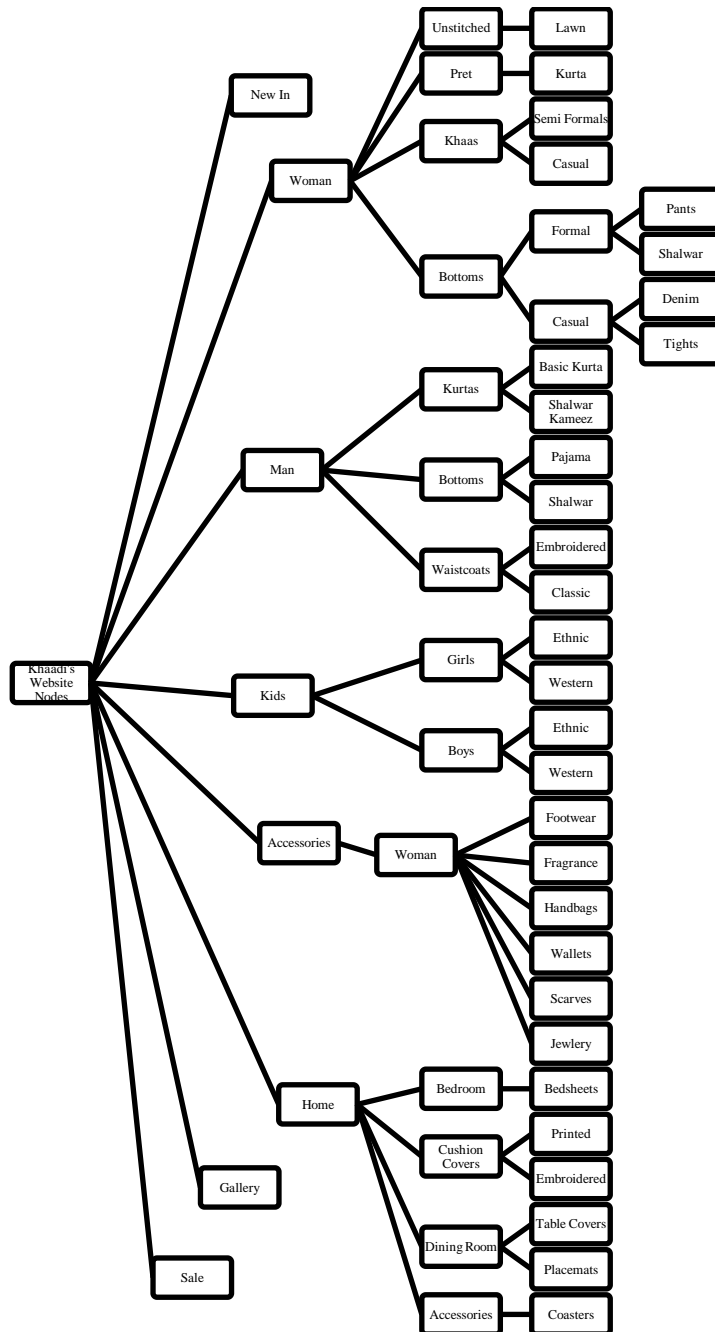 Unstitched
Lawn
Pret
Kurta
New In
Semi Formals
Khaas
Casual
Woman
Pants
Formal
Shalwar
Bottoms
Denim
Casual
Tights
Basic Kurta
Kurtas
Shalwar
Kameez
Man
Pajama
Bottoms
Shalwar
Embroidered
Waistcoats
Classic
Ethnic
Girls
Western
Khaadi's
Website
Nodes
Kids
Ethnic
Boys
Western
Footwear
Accessories
Woman
Fragrance
Handbags
Wallets
Scarves
Jewlery
Bedroom
Bedsheets
Home
Printed
Cushion
Covers
Embroidered
Gallery
Table Covers
Dining Room
Placemats
Sale
Accessories
Coasters